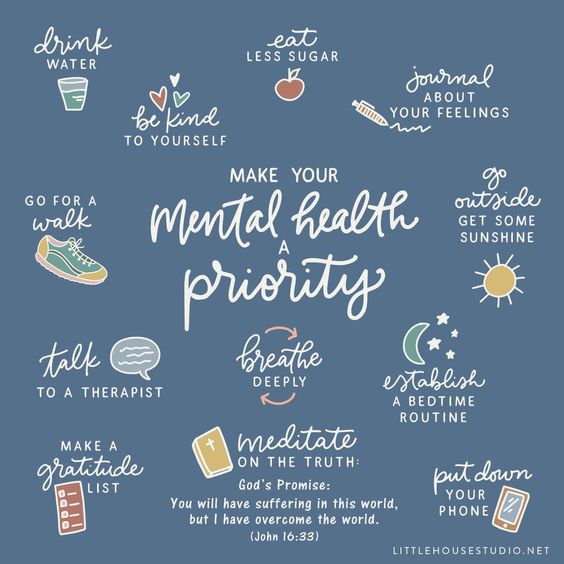 drink
WATER
eat
LESS SUGAR
be kind
TO YOURSELF
journal
ABOUT
YOUR FEELINGS
MAKE YOUR
mental health
A
priority
GO FOR A
walk
go
outside
GET SOME
SUNSHINE
talk
TO A THERAPIST
breathe
DEEPLY
establish
A BEDTIME
ROUTINE
MAKE A
gratitude
LIST
meditate
ON THE TRUTH:
God's Promise:
You will have suffering in this world,
but I have overcome the world.
(John 16:33)
put down
YOUR
PHONE
LITTLEHOUSESTUDIO.NET